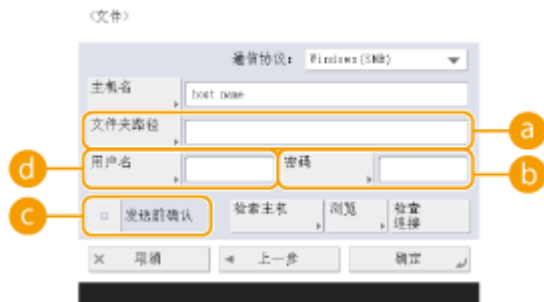 <文件>
通信协议: Windows(SMB)
主机名 host name
文件夹路径 a
d 用户名 密码 b
c 发送前确认 检索主机 浏览 检查连接
取消 上一步 确定